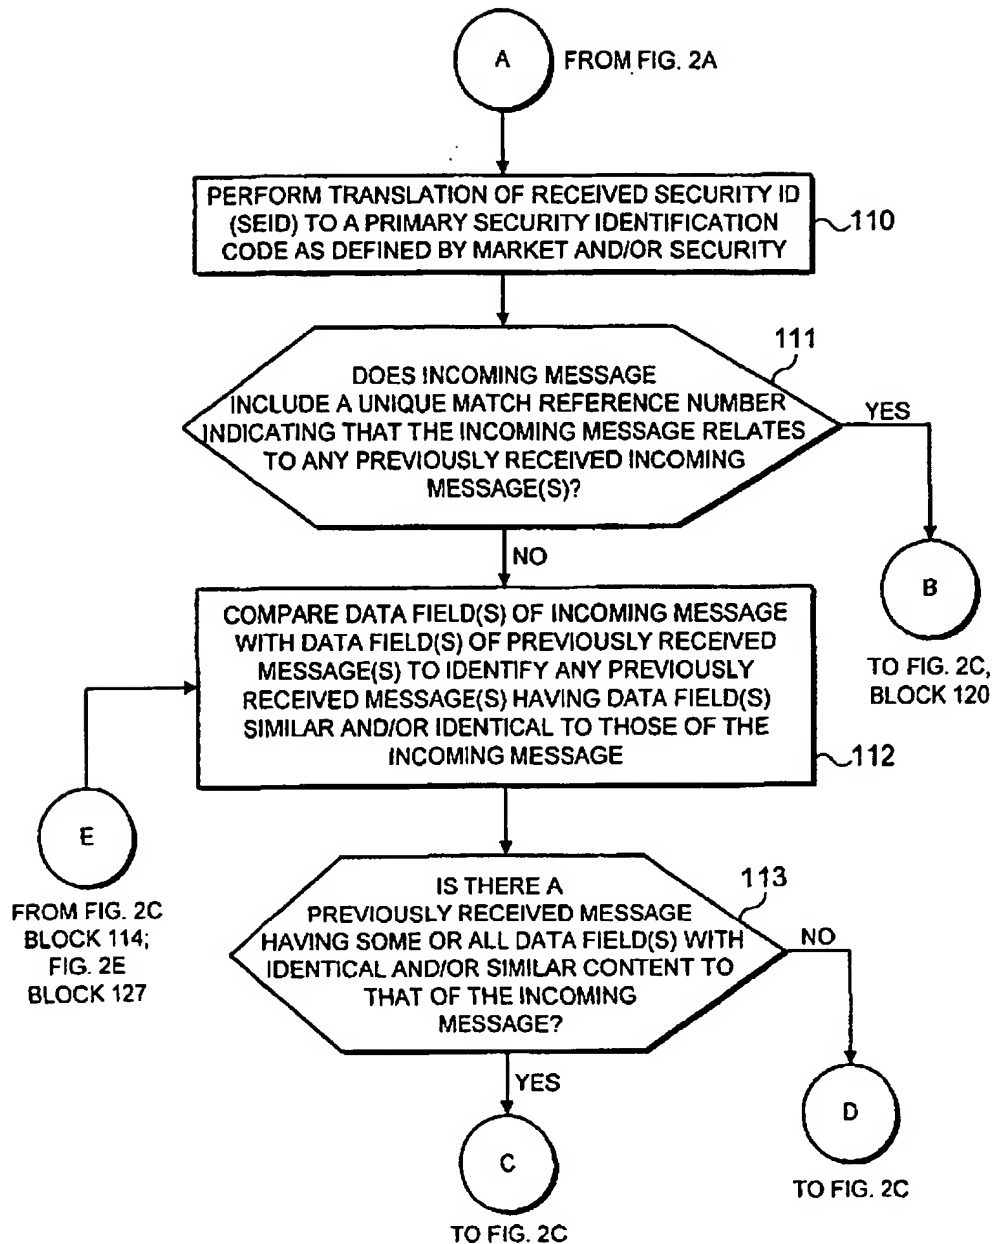 A
FROM FIG. 2A
PERFORM TRANSLATION OF RECEIVED SECURITY ID
(SEID) TO A PRIMARY SECURITY IDENTIFICATION
CODE AS DEFINED BY MARKET AND/OR SECURITY
110
111
DOES INCOMING MESSAGE
INCLUDE A UNIQUE MATCH REFERENCE NUMBER
INDICATING THAT THE INCOMING MESSAGE RELATES
TO ANY PREVIOUSLY RECEIVED INCOMING
MESSAGE(S)?
YES
B
TO FIG. 2C,
BLOCK 120
NO
COMPARE DATA FIELD(S) OF INCOMING MESSAGE
WITH DATA FIELD(S) OF PREVIOUSLY RECEIVED
MESSAGE(S) TO IDENTIFY ANY PREVIOUSLY
RECEIVED MESSAGE(S) HAVING DATA FIELD(S)
SIMILAR AND/OR IDENTICAL TO THOSE OF THE
INCOMING MESSAGE
112
E
FROM FIG. 2C
BLOCK 114;
FIG. 2E
BLOCK 127
113
IS THERE A
PREVIOUSLY RECEIVED MESSAGE
HAVING SOME OR ALL DATA FIELD(S) WITH
IDENTICAL AND/OR SIMILAR CONTENT TO
THAT OF THE INCOMING
MESSAGE?
NO
D
TO FIG. 2C
YES
C
TO FIG. 2C